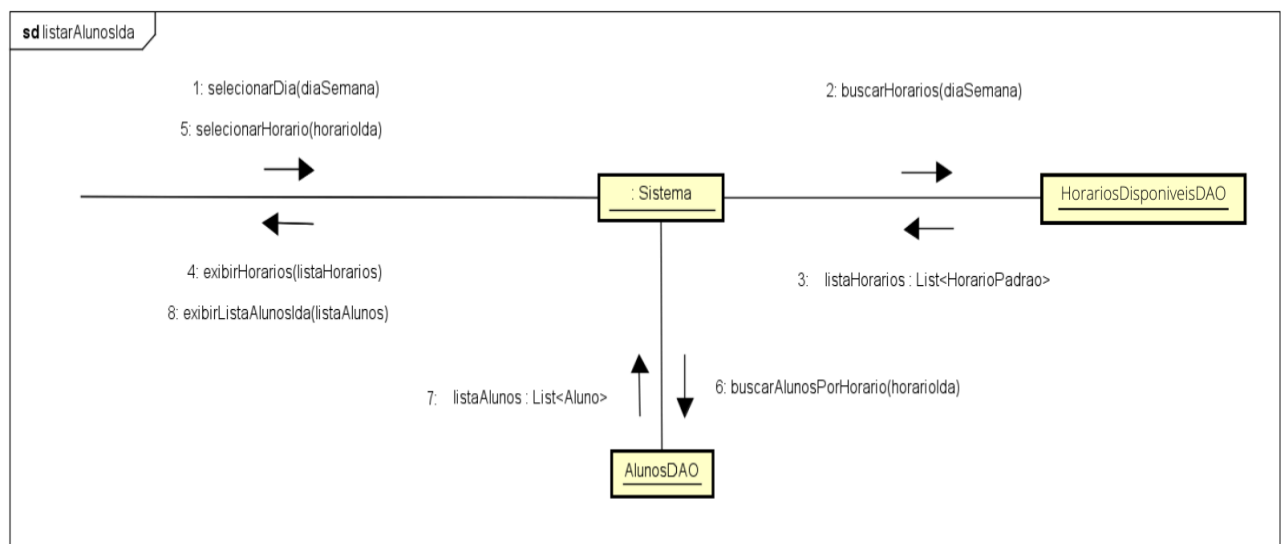 sd listarAlunosIda
1: selecionarDia(diaSemana)
5: selecionarHorario(horarioIda)
2: buscarHorarios(diaSemana)
: Sistema
HorariosDisponiveisDAO
4: exibirHorarios(listaHorarios)
8: exibirListaAlunosIda(listaAlunos)
3: listaHorarios : List<HorarioPadrao>
7: listaAlunos : List<Aluno>
6: buscarAlunosPorHorario(horarioIda)
AlunosDAO